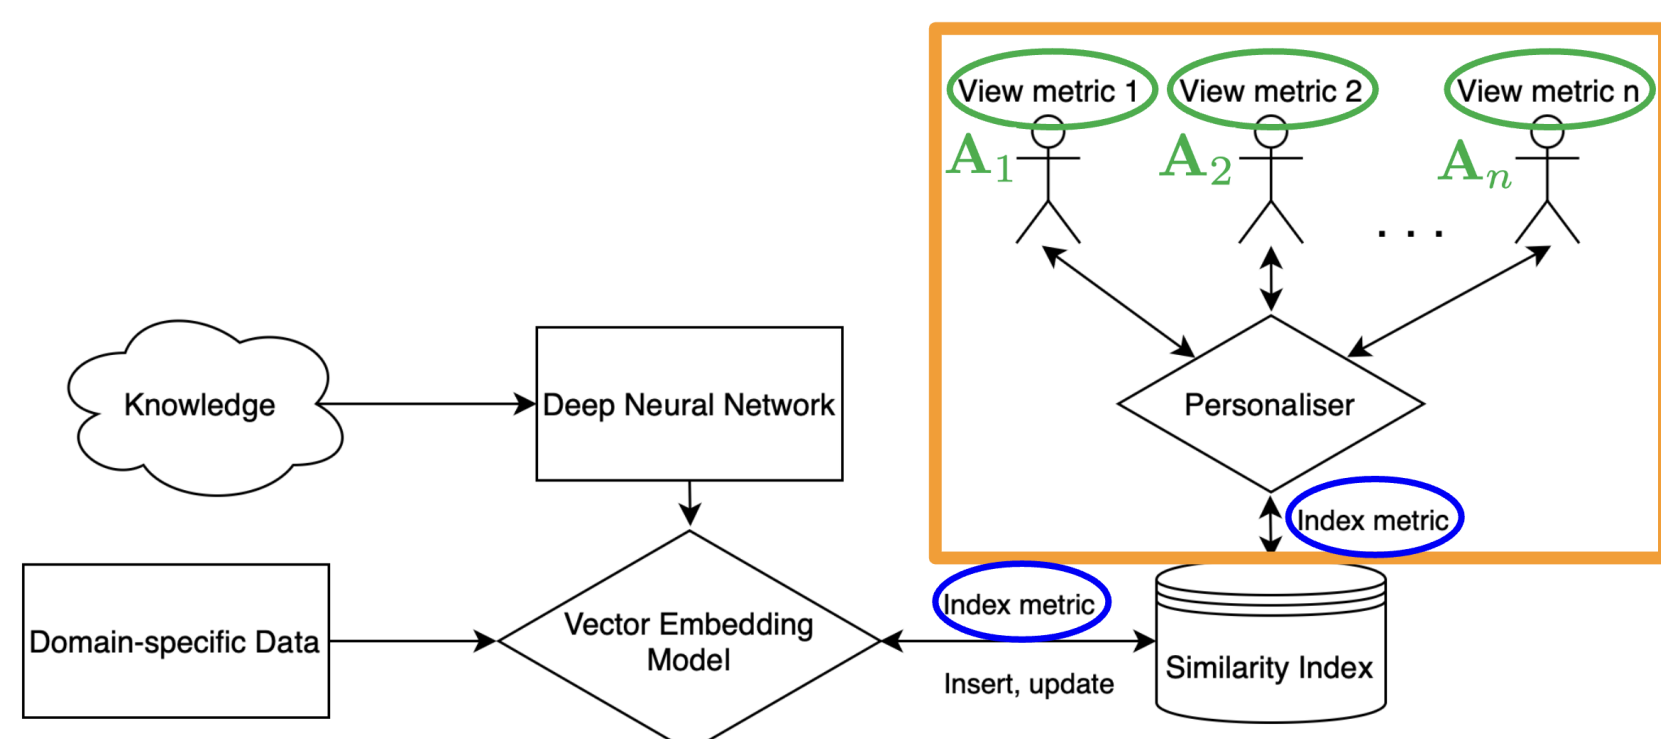 View metric 1
View metric 2
View metric n
A1
A2
An
. . .
Knowledge
Deep Neural Network
Personaliser
Index metric
Index metric
Domain-specific Data
Vector Embedding
Model
Insert, update
Similarity Index